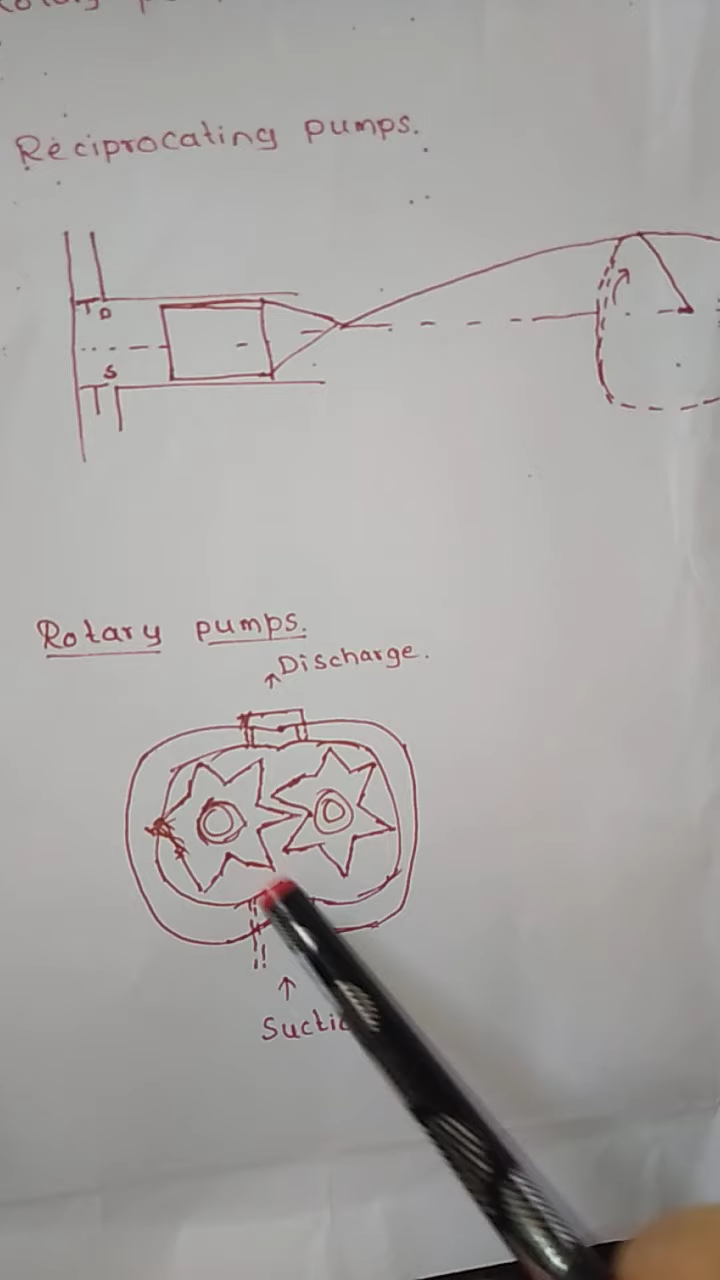 Reciprocating pumps.
D
S
Rotary pumps.
↑Discharge.
↑